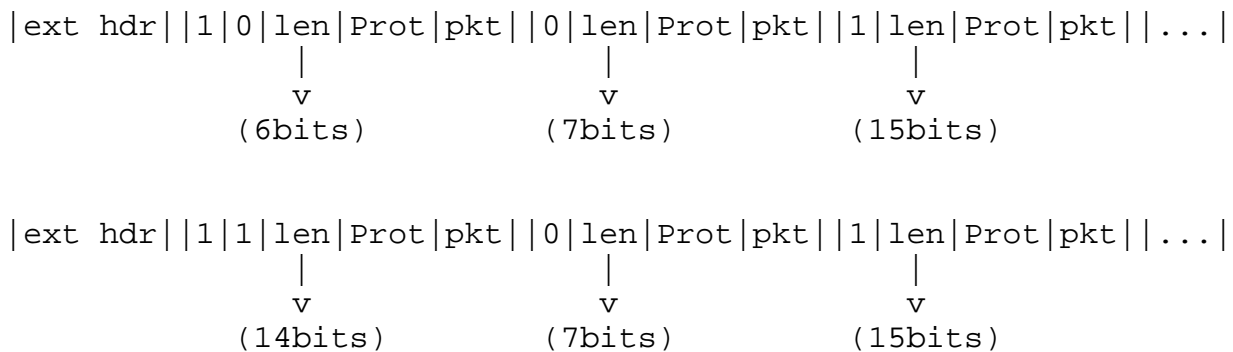 |ext hdr||1|0|len|Prot|pkt||0|len|Prot|pkt||1|len|Prot|pkt||...|
| | |
v v v
(6bits) (7bits) (15bits)
|ext hdr||1|1|len|Prot|pkt||0|len|Prot|pkt||1|len|Prot|pkt||...|
| | |
v v v
(14bits) (7bits) (15bits)